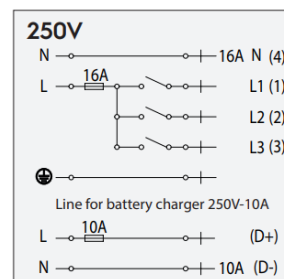 250V
N 16A N (4)
L 16A L1 (1)
L2 (2)
L3 (3)
Line for battery charger 250V-10A
L 10A (D+)
N 10A (D-)